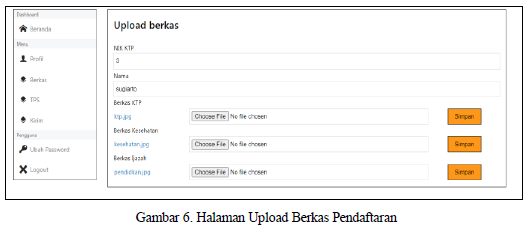 Dashboard
Beranda
Menu
Profil
Berkas
TPS
Kirim
Pengguna
Ubah Password
Logout
Upload berkas
NIK KTP
3
Nama
sugiarto
Berkas KTP
ktp.jpg Choose File No file chosen Simpan
Berkas Kesehatan
kesehatan.jpg Choose File No file chosen Simpan
Berkas Ijazah
pendidikan.jpg Choose File No file chosen Simpan
Gambar 6. Halaman Upload Berkas Pendaftaran